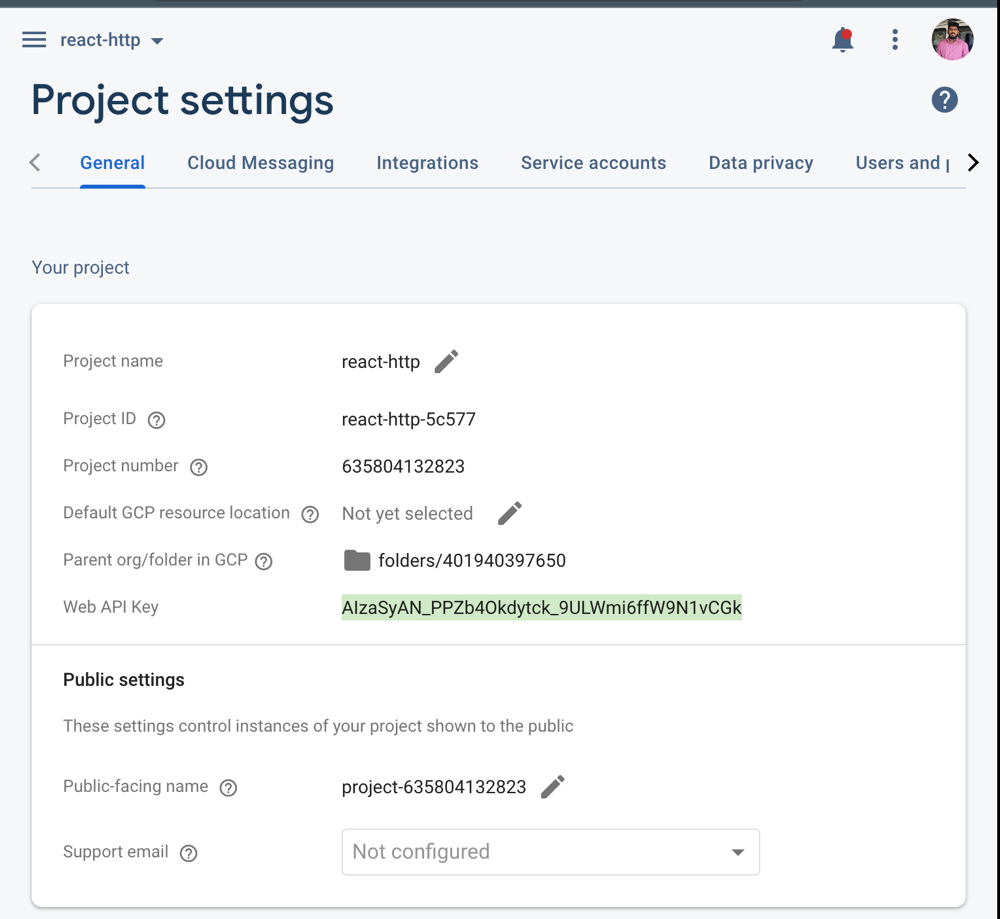 react-http
Project settings
General Cloud Messaging Integrations Service accounts Data privacy Users and
Your project
Project name react-http
Project ID react-http-5c577
Project number 635804132823
Default GCP resource location Not yet selected
Parent org/folder in GCP folders/401940397650
Web API Key AIzaSyAN_PPZb4Okdytck_9ULWmi6ffW9N1vCGk
Public settings
These settings control instances of your project shown to the public
Public-facing name project-635804132823
Support email Not configured